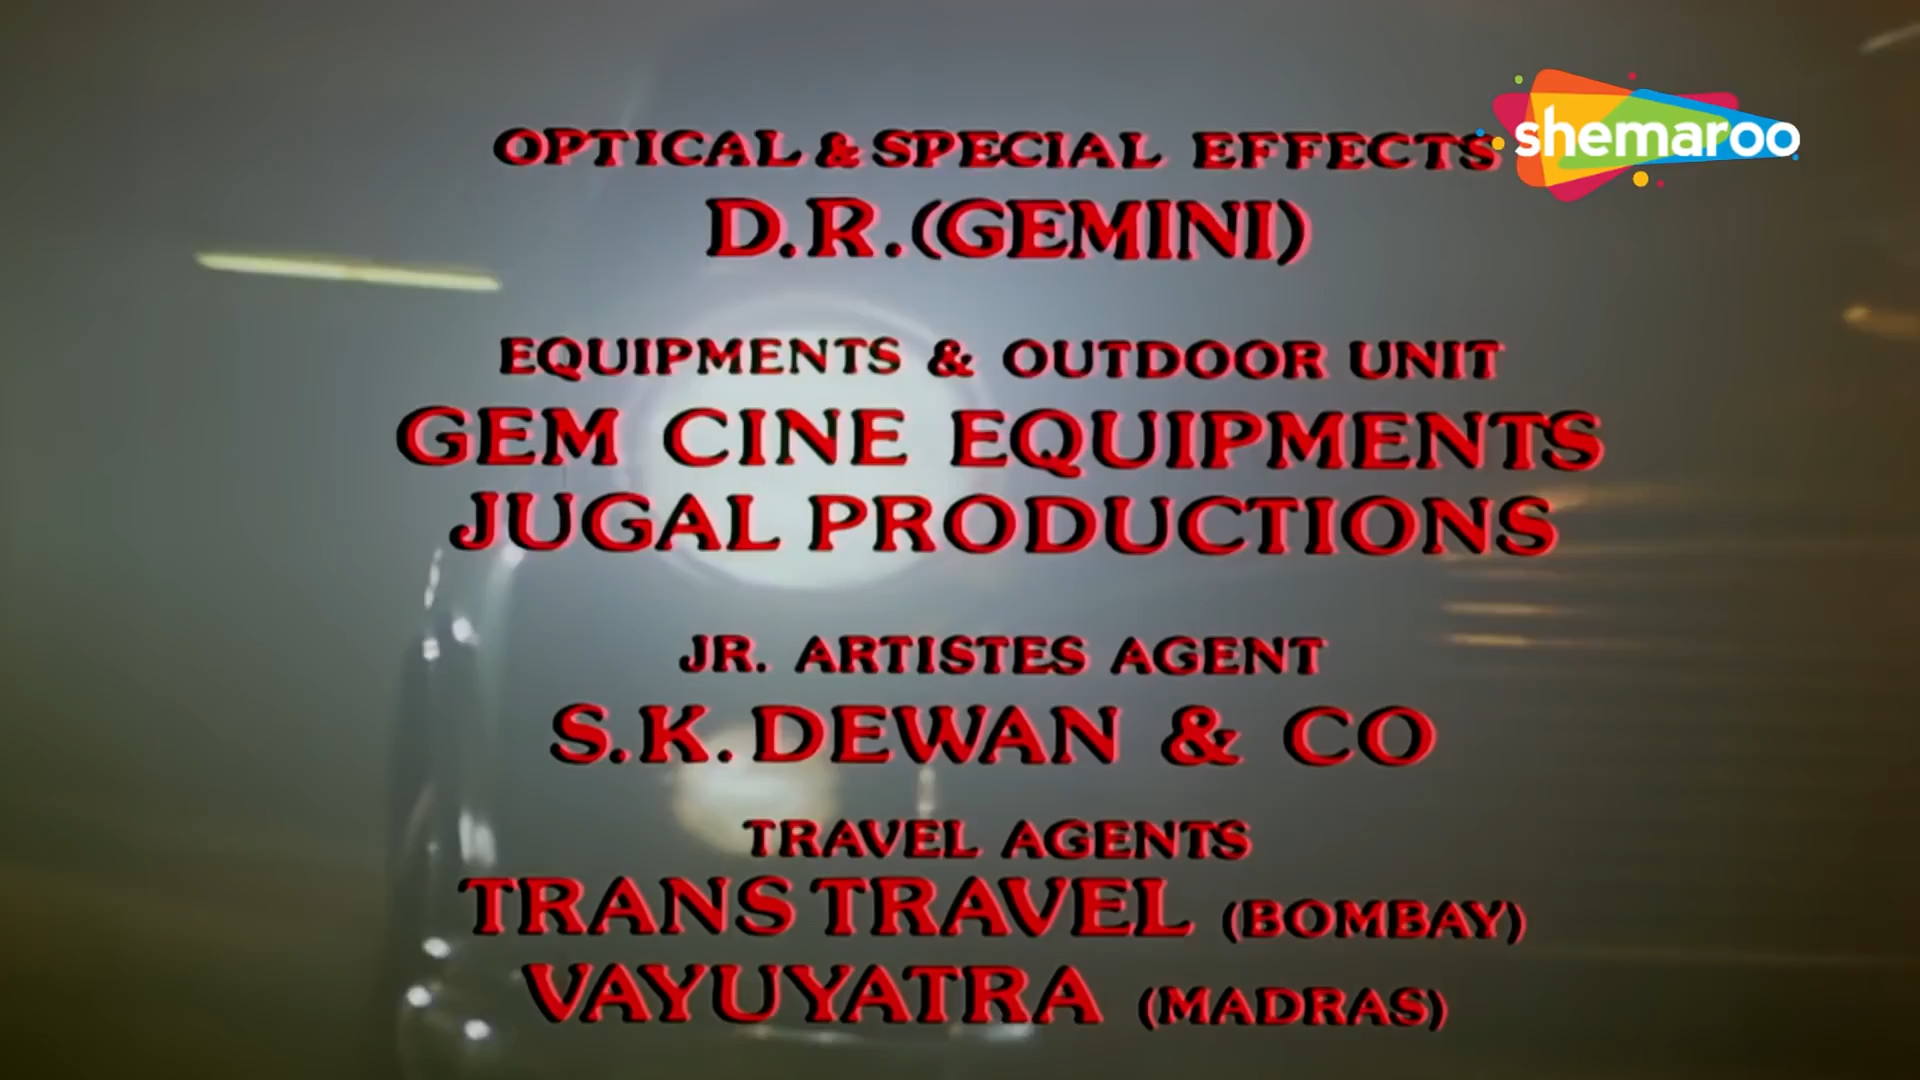 OPTICAL & SPECIAL EFFECTS
shemaroo
D.R.(GEMINI)
EQUIPMENTS & OUTDOOR UNIT
GEM CINE EQUIPMENTS
JUGAL PRODUCTIONS
JR. ARTISTES AGENT
S.K. DEWAN & CO
TRAVEL AGENTS
TRANS TRAVEL (BOMBAY)
VAYUYATRA (MADRAS)